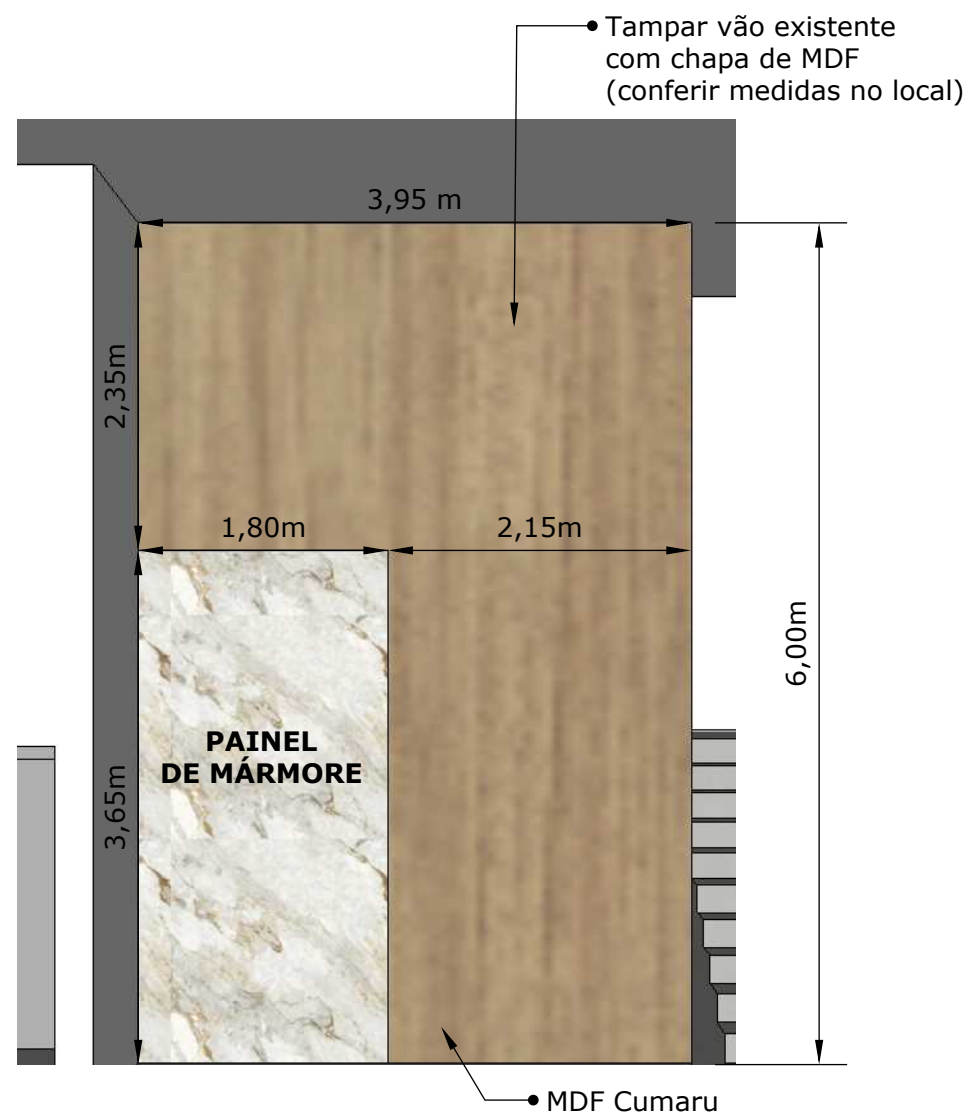 Tampar vão existente
com chapa de MDF
(conferir medidas no local)
3,95 m
2,35m
1,80m
2,15m
6,00m
PAINEL
DE MÁRMORE
3,65m
MDF Cumaru